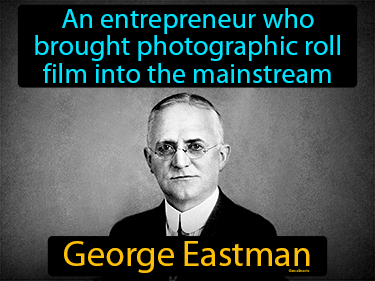 An entrepreneur who
brought photographic roll
film into the mainstream
George Eastman